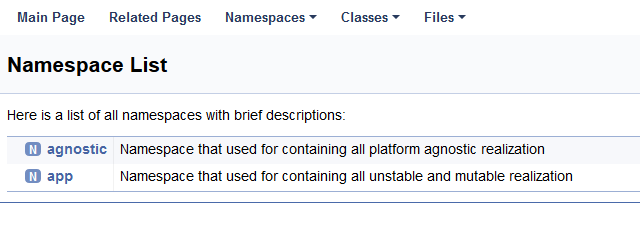 Main Page Related Pages Namespaces Classes Files
Namespace List
Here is a list of all namespaces with brief descriptions:
N agnostic Namespace that used for containing all platform agnostic realization
N app Namespace that used for containing all unstable and mutable realization